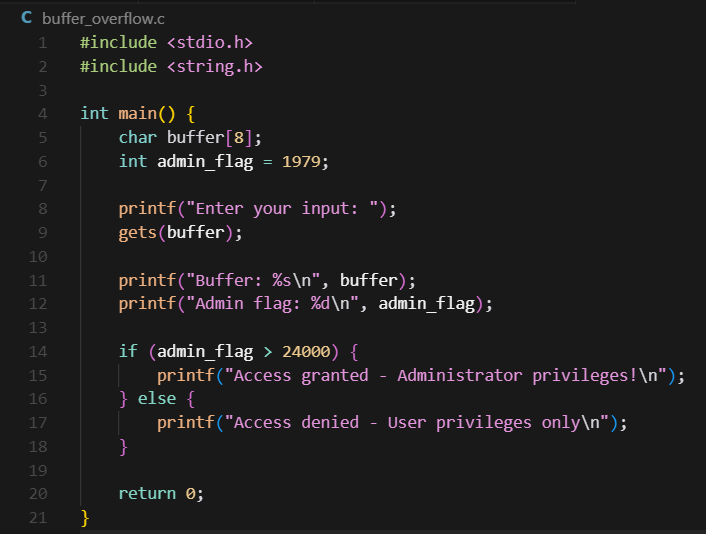 C buffer_overflow.c
1 #include <stdio.h>
2 #include <string.h>
3
4 int main() {
5     char buffer[8];
6     int admin_flag = 1979;
7
8     printf("Enter your input: ");
9     gets(buffer);
10
11     printf("Buffer: %s\n", buffer);
12     printf("Admin flag: %d\n", admin_flag);
13
14     if (admin_flag > 24000) {
15         printf("Access granted - Administrator privileges!\n");
16     } else {
17         printf("Access denied - User privileges only\n");
18     }
19
20     return 0;
21 }